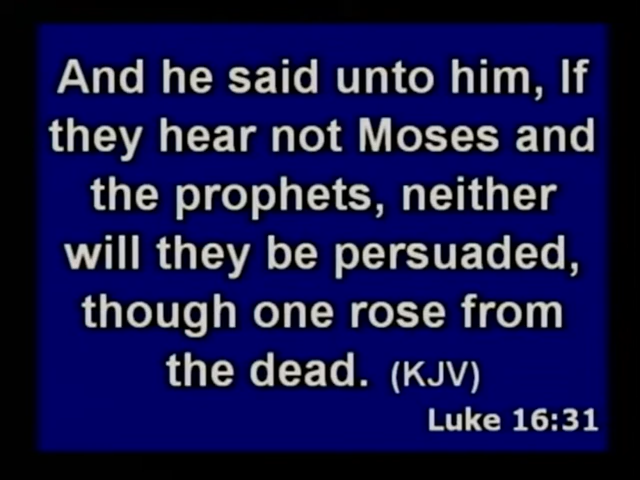 And he said unto him, If
they hear not Moses and
the prophets, neither
will they be persuaded,
though one rose from
the dead. (KJV)
Luke 16:31